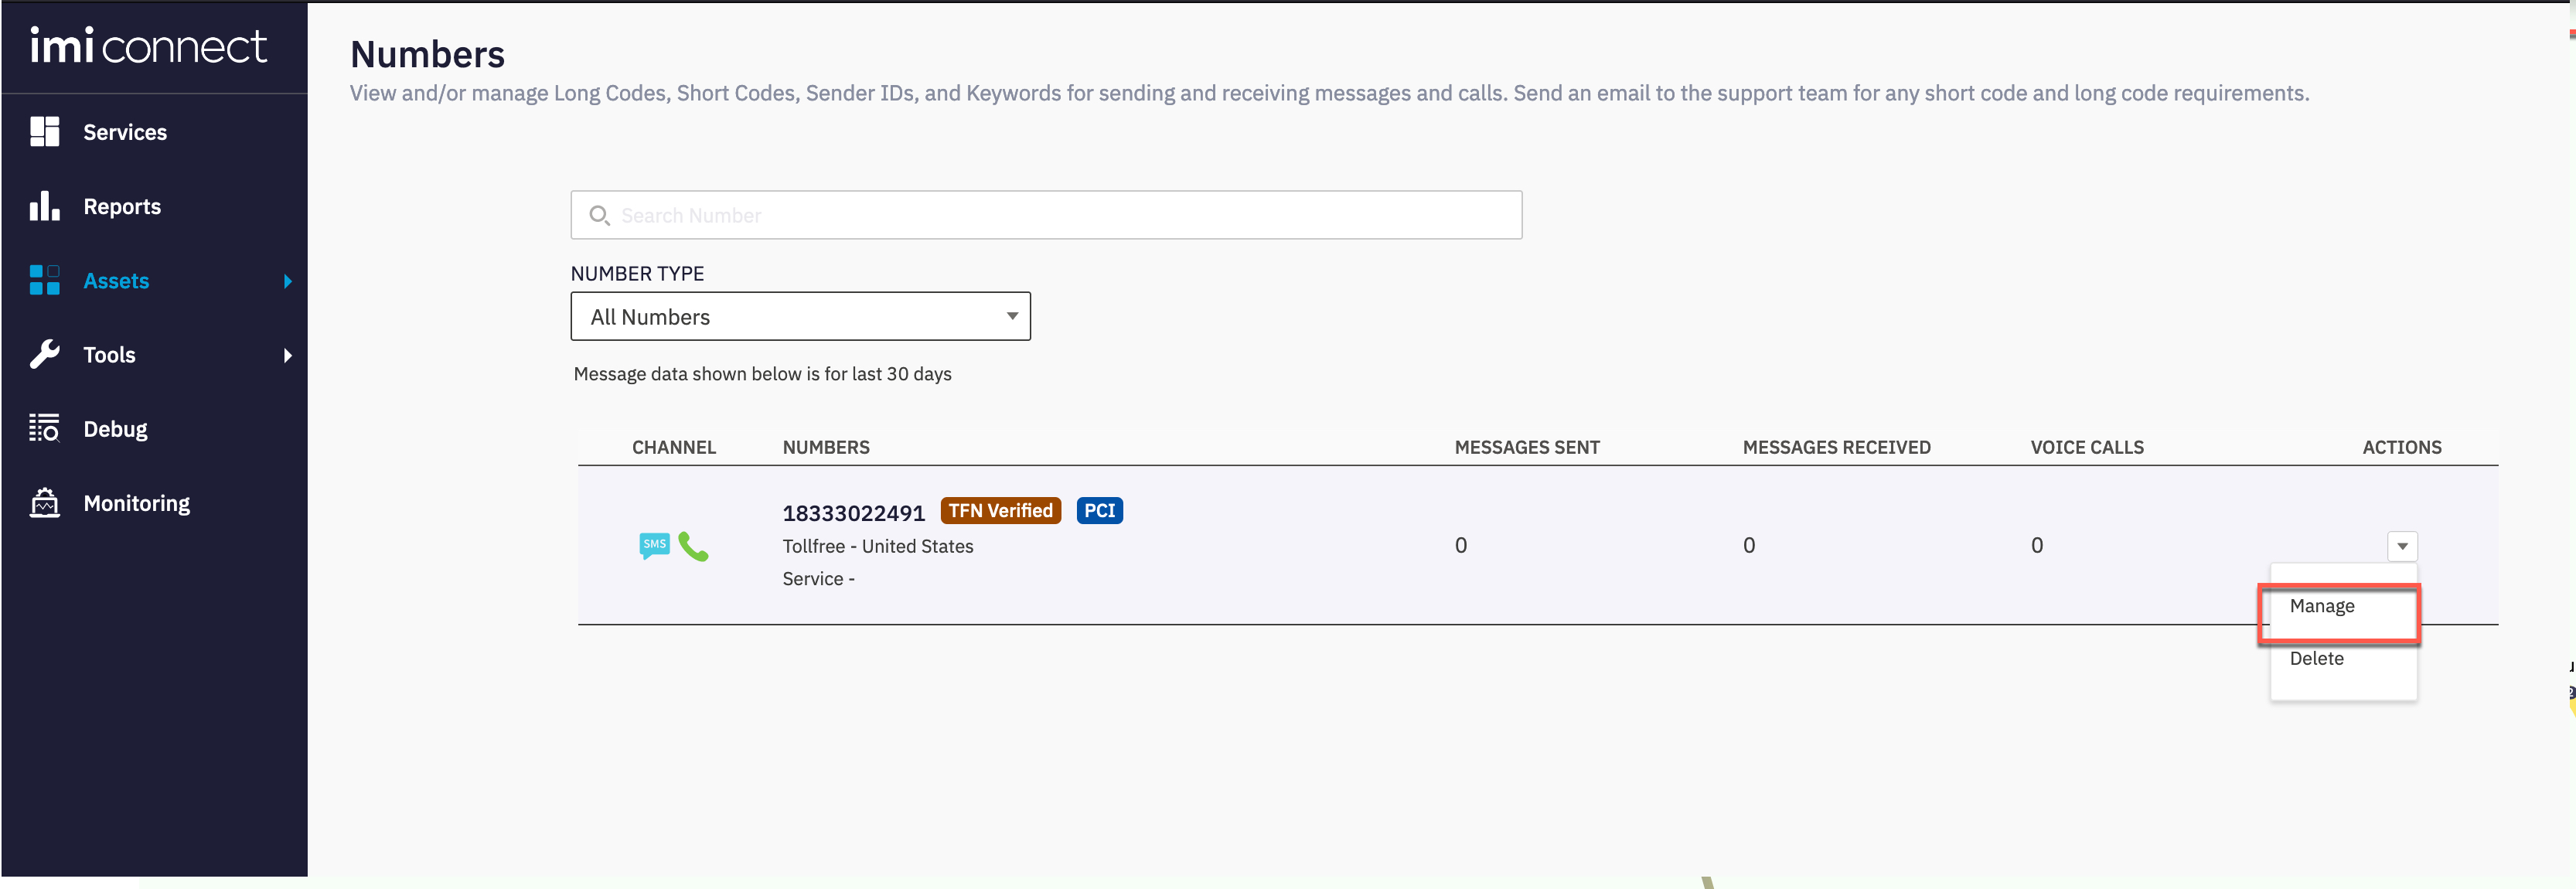 imi connect
Services
Reports
Assets
Tools
Debug
Monitoring
Numbers
View and/or manage Long Codes, Short Codes, Sender IDs, and Keywords for sending and receiving messages and calls. Send an email to the support team for any short code and long code requirements.
Search Number
NUMBER TYPE
All Numbers
Message data shown below is for last 30 days
CHANNEL NUMBERS MESSAGES SENT MESSAGES RECEIVED VOICE CALLS ACTIONS
18333022491 TFN Verified PCI
SMS Tollfree - United States 0 0 0
Service -
Manage
Delete